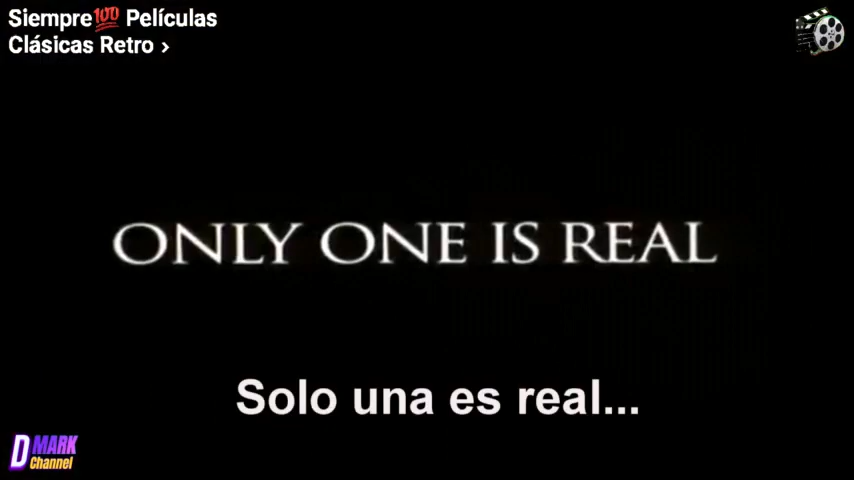 Siempre💯 Películas
Clásicas Retro ›
ONLY ONE IS REAL
Solo una es real...
D MARK
Channel